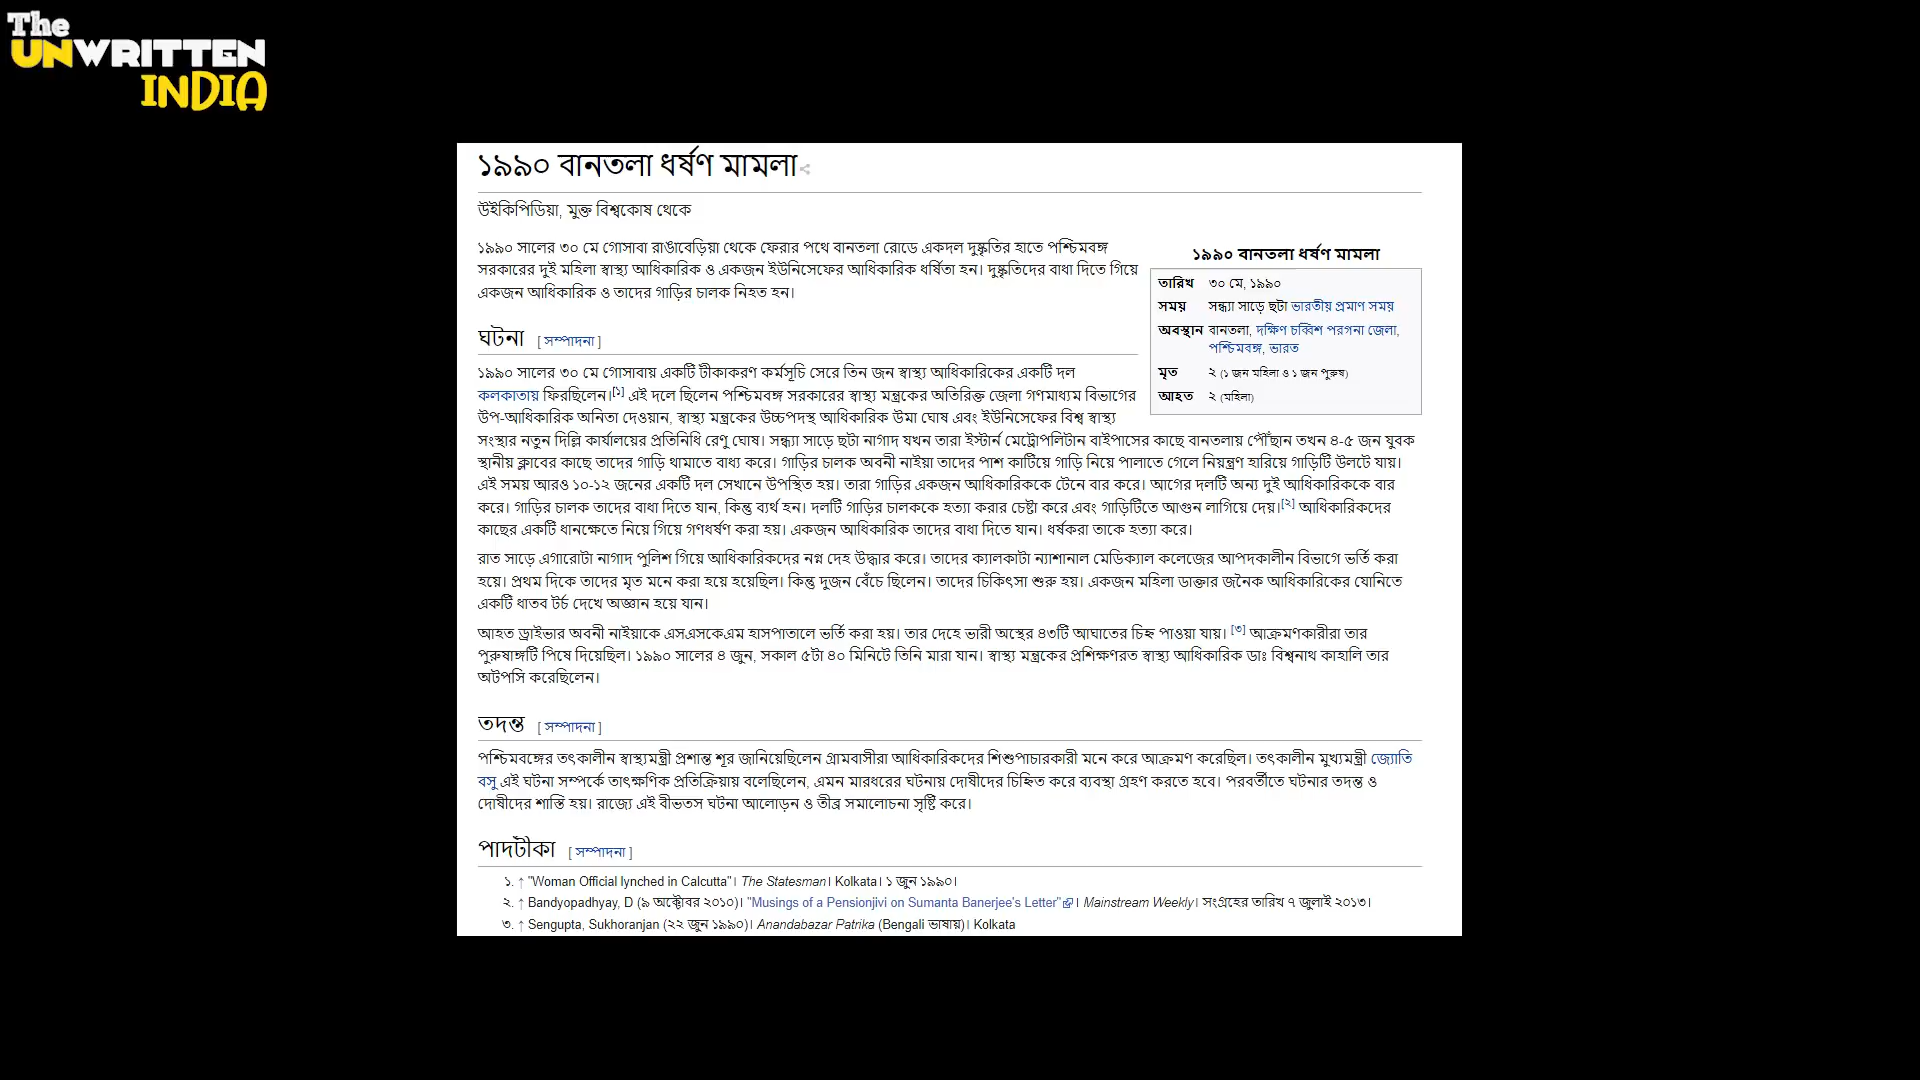 The
UNWRITTEN
INDIA
১৯৯০ বানতলা ধর্ষণ মামলা
উইকিপিডিয়া, মুক্ত বিশ্বকোষ থেকে
১৯৯০ সালের ৩০ মে গোসাবা রাঙাবেড়িয়া থেকে ফেরার পথে বানতলা রোডে একদল দুষ্কৃতির হাতে পশ্চিমবঙ্গ
সরকারের দুই মহিলা স্বাস্থ্য আধিকারিক ও একজন ইউনিসেফের আধিকারিক ধর্ষিতা হন। দুষ্কৃতিদের বাধা দিতে গিয়ে
একজন আধিকারিক ও তাদের গাড়ির চালক নিহত হন।
১৯৯০ বানতলা ধর্ষণ মামলা
তারিখ ৩০ মে, ১৯৯০
সময় সন্ধ্যা সাড়ে ছটা ভারতীয় প্রমাণ সময়
অবস্থান বানতলা, দক্ষিণ চব্বিশ পরগনা জেলা,
পশ্চিমবঙ্গ, ভারত
মৃত ২ (১ জন মহিলা ও ১ জন পুরুষ)
আহত ২ (মহিলা)
ঘটনা [ সম্পাদনা ]
১৯৯০ সালের ৩০ মে গোসাবায় একটি টীকাকরণ কর্মসূচি সেরে তিন জন স্বাস্থ্য আধিকারিকের একটি দল
কলকাতায় ফিরছিলেন।[১] এই দলে ছিলেন পশ্চিমবঙ্গ সরকারের স্বাস্থ্য মন্ত্রকের অতিরিক্ত জেলা গণমাধ্যম বিভাগের
উপ-আধিকারিক অনিতা দেওয়ান, স্বাস্থ্য মন্ত্রকের উচ্চপদস্থ আধিকারিক উমা ঘোষ এবং ইউনিসেফের বিশ্ব স্বাস্থ্য
সংস্থার নতুন দিল্লি কার্যালয়ের প্রতিনিধি রেণু ঘোষ। সন্ধ্যা সাড়ে ছটা নাগাদ যখন তারা ইস্টার্ন মেট্রোপলিটান বাইপাসের কাছে বানতলায় পৌঁছান তখন ৪-৫ জন যুবক
স্থানীয় ক্লাবের কাছে তাদের গাড়ি থামাতে বাধ্য করে। গাড়ির চালক অবনী নাইয়া তাদের পাশ কাটিয়ে গাড়ি নিয়ে পালাতে গেলে নিয়ন্ত্রণ হারিয়ে গাড়িটি উলটে যায়।
এই সময় আরও ১০-১২ জনের একটি দল সেখানে উপস্থিত হয়। তারা গাড়ির একজন আধিকারিককে টেনে বার করে। আগের দলটি অন্য দুই আধিকারিককে বার
করে। গাড়ির চালক তাদের বাধা দিতে যান, কিন্তু ব্যর্থ হন। দলটি গাড়ির চালককে হত্যা করার চেষ্টা করে এবং গাড়িটিতে আগুন লাগিয়ে দেয়।[২] আধিকারিকদের
কাছের একটি ধানক্ষেতে নিয়ে গিয়ে গণধর্ষণ করা হয়। একজন আধিকারিক তাদের বাধা দিতে যান। ধর্ষকরা তাকে হত্যা করে।
রাত সাড়ে এগারোটা নাগাদ পুলিশ গিয়ে আধিকারিকদের নগ্ন দেহ উদ্ধার করে। তাদের ক্যালকাটা ন্যাশানাল মেডিক্যাল কলেজের আপদকালীন বিভাগে ভর্তি করা
হয়ে। প্রথম দিকে তাদের মৃত মনে করা হয়ে হয়েছিল। কিন্তু দুজন বেঁচে ছিলেন। তাদের চিকিৎসা শুরু হয়। একজন মহিলা ডাক্তার জনৈক আধিকারিকের যোনিতে
একটি ধাতব টর্চ দেখে অজ্ঞান হয়ে যান।
আহত ড্রাইভার অবনী নাইয়াকে এসএসকেএম হাসপাতালে ভর্তি করা হয়। তার দেহে ভারী অস্থের ৪৩টি আঘাতের চিহ্ন পাওয়া যায়। [৩] আক্রমণকারীরা তার
পুরুষাঙ্গটি পিষে দিয়েছিল। ১৯৯০ সালের ৪ জুন, সকাল ৫টা ৪০ মিনিটে তিনি মারা যান। স্বাস্থ্য মন্ত্রকের প্রশিক্ষণরত স্বাস্থ্য আধিকারিক ডাঃ বিশ্বনাথ কাহালি তার
অটপসি করেছিলেন।
তদন্ত [ সম্পাদনা ]
পশ্চিমবঙ্গের তৎকালীন স্বাস্থ্যমন্ত্রী প্রশান্ত শূর জানিয়েছিলেন গ্রামবাসীরা আধিকারিকদের শিশুপাচারকারী মনে করে আক্রমণ করেছিল। তৎকালীন মুখ্যমন্ত্রী জ্যোতি
বসু এই ঘটনা সম্পর্কে তাৎক্ষণিক প্রতিক্রিয়ায় বলেছিলেন, এমন মারধরের ঘটনায় দোষীদের চিহ্নিত করে ব্যবস্থা গ্রহণ করতে হবে। পরবর্তীতে ঘটনার তদন্ত ও
দোষীদের শাস্তি হয়। রাজ্যে এই বীভতস ঘটনা আলোড়ন ও তীব্র সমালোচনা সৃষ্টি করে।
পাদটীকা [ সম্পাদনা ]
১. ↑ "Woman Official lynched in Calcutta"। The Statesman। Kolkata। ১ জুন ১৯৯০।
২. ↑ Bandyopadhyay, D (৯ অক্টোবর ২০১০)। "Musings of a Pensionjivi on Sumanta Banerjee's Letter"। Mainstream Weekly। সংগ্রহের তারিখ ৭ জুলাই ২০১৩।
৩. ↑ Sengupta, Sukhoranjan (২২ জুন ১৯৯০)। Anandabazar Patrika (Bengali ভাষায়)। Kolkata